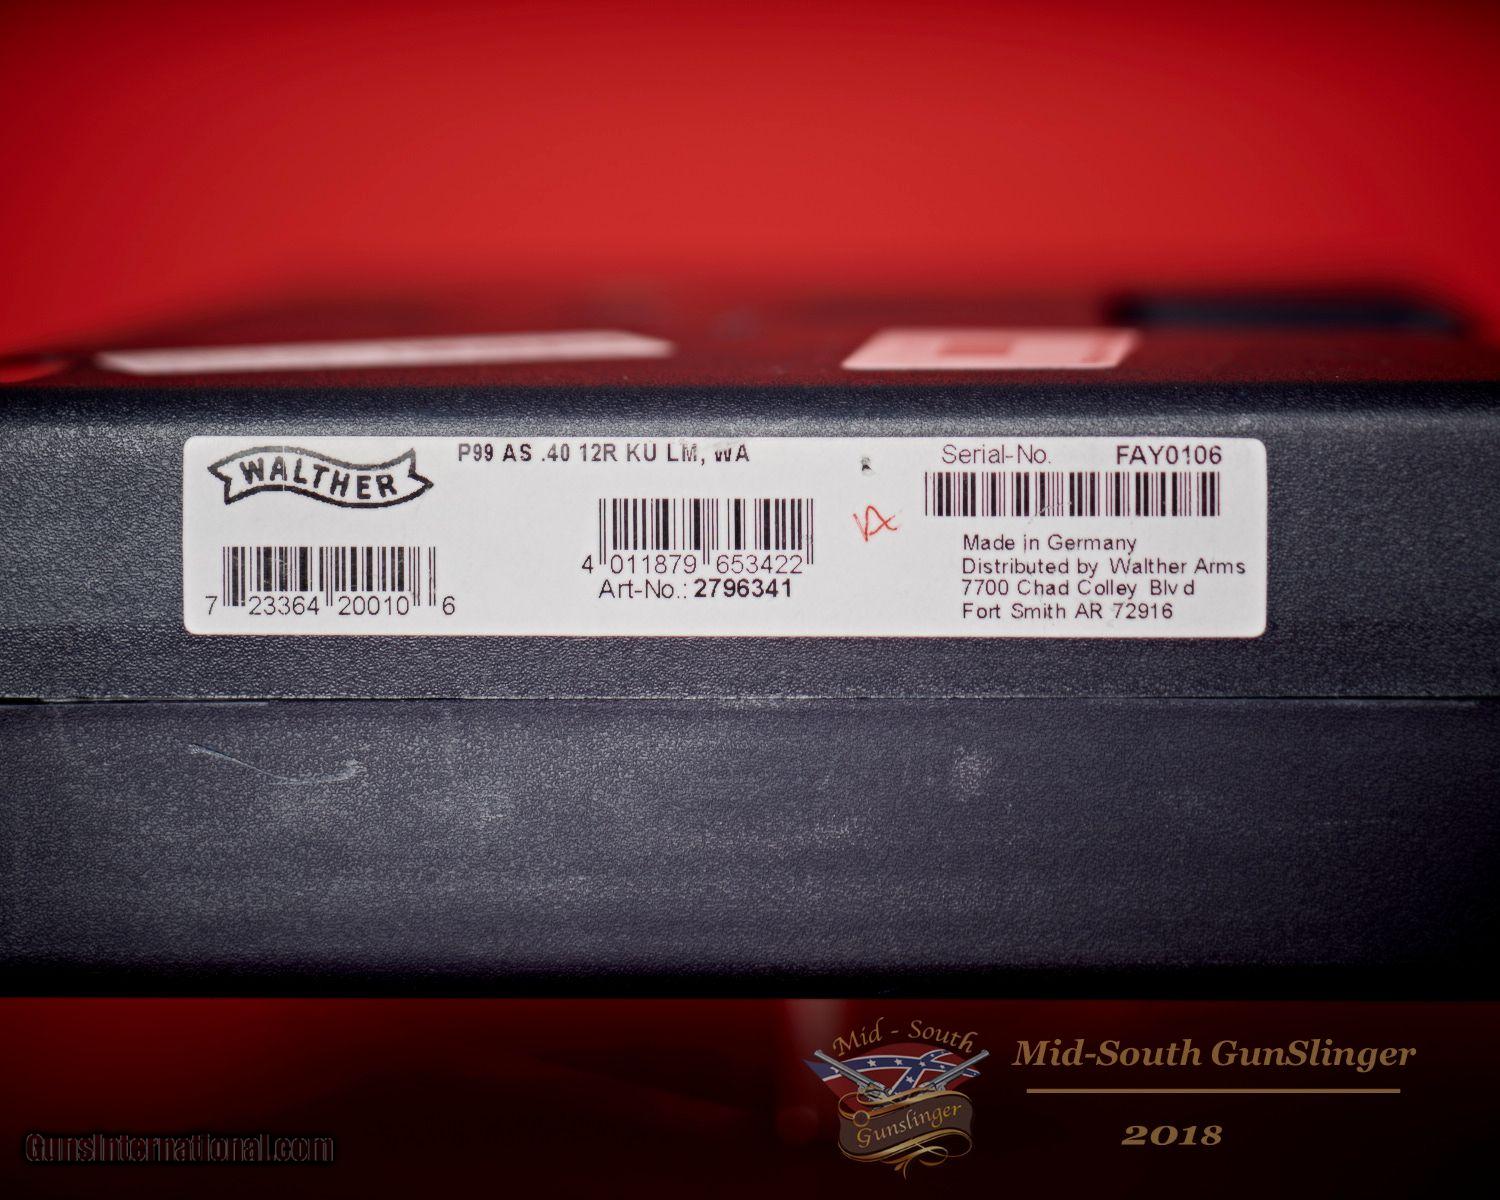 WALTHER
P99 AS .40 12R KU LM, WA
Serial-No. FAY0106
7 23364 20010 6
4 011879 653422
Art-No.: 2796341
Made in Germany
Distributed by Walther Arms
7700 Chad Colley Blvd
Fort Smith AR 72916
Mid - South
Gunslinger
Mid-South GunSlinger
2018
GunsInternational.com